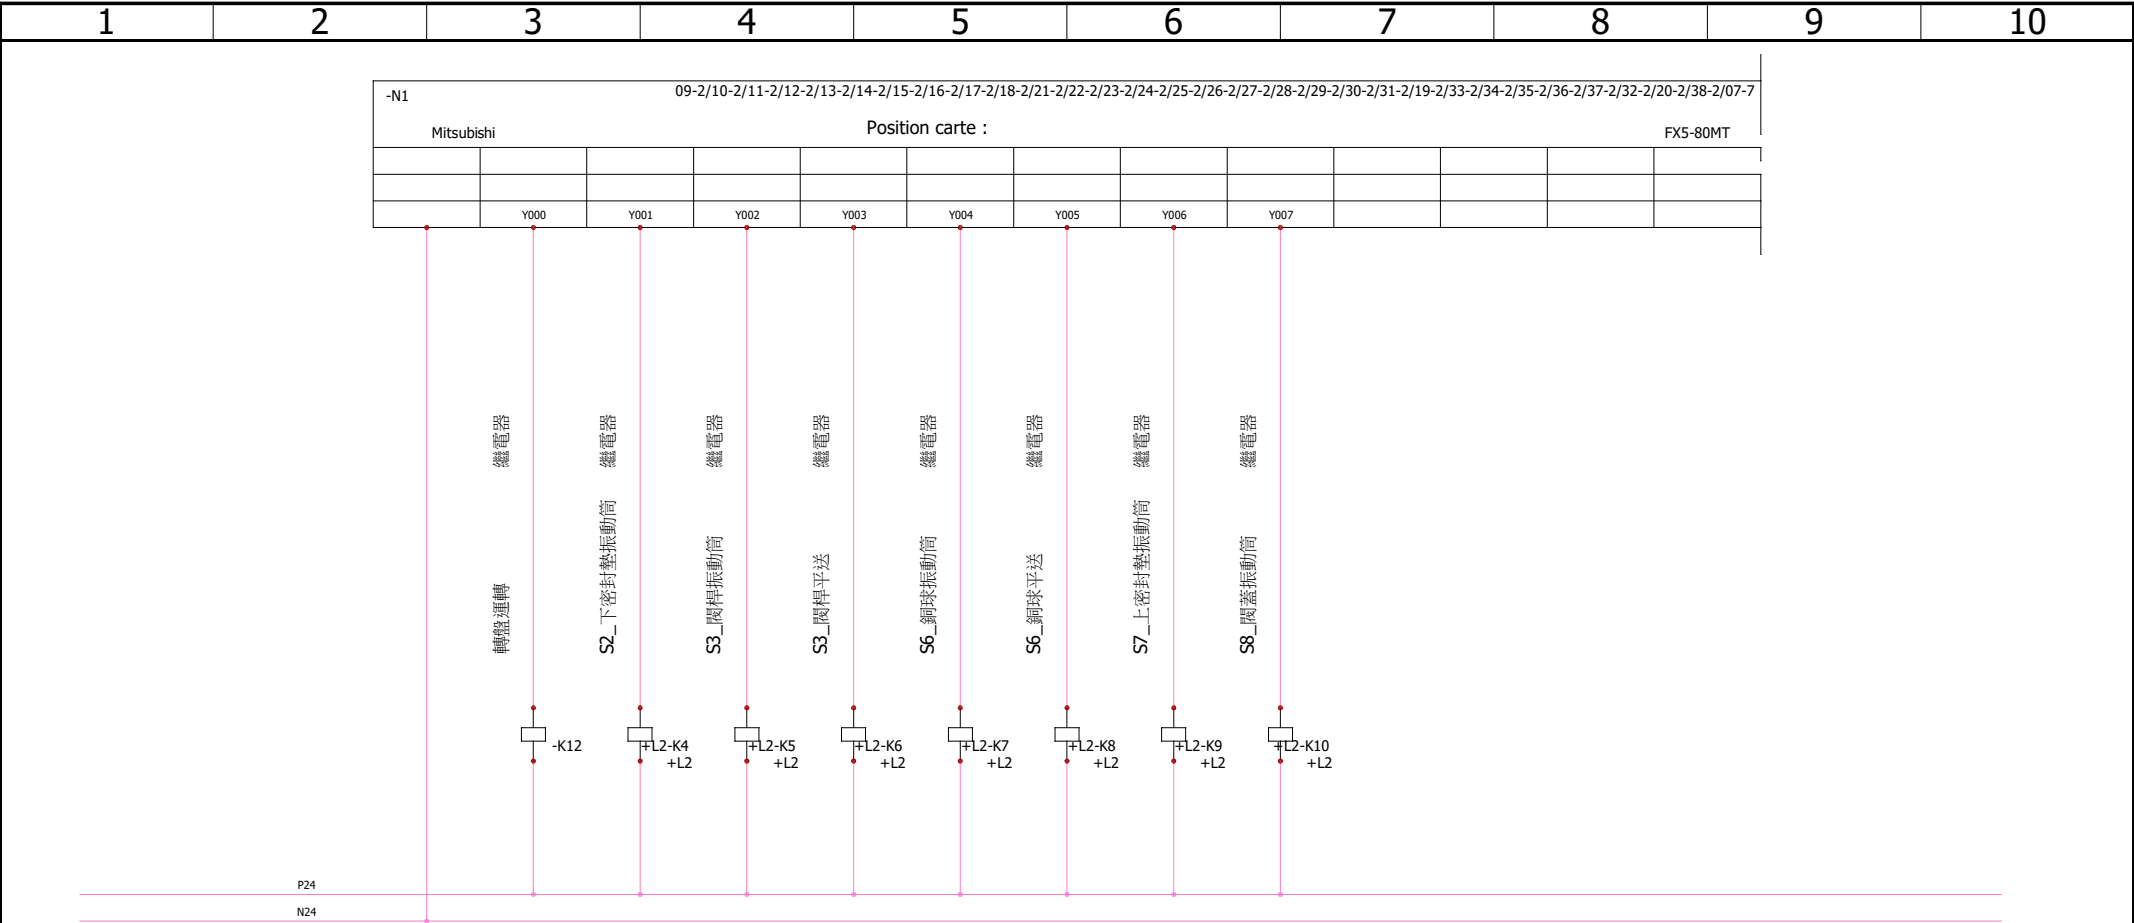 1 2 3 4 5 6 7 8 9 10
-N1 09-2/10-2/11-2/12-2/13-2/14-2/15-2/16-2/17-2/18-2/21-2/22-2/23-2/24-2/25-2/26-2/27-2/28-2/29-2/30-2/31-2/19-2/33-2/34-2/35-2/36-2/37-2/32-2/20-2/38-2/07-7
Mitsubishi Position carte : FX5-80MT
Y000 Y001 Y002 Y003 Y004 Y005 Y006 Y007
轉盤運轉 繼電器
S2_下密封墊振動筒 繼電器
S3_閥桿振動筒 繼電器
S3_閥桿平送 繼電器
S6_銅球振動筒 繼電器
S6_銅球平送 繼電器
S7_上密封墊振動筒 繼電器
S8_閥蓋振動筒 繼電器
-K12 +L2-K4 +L2-K5 +L2-K6 +L2-K7 +L2-K8 +L2-K9 +L2-K10
+L2 +L2 +L2 +L2 +L2 +L2 +L2
P24
N24